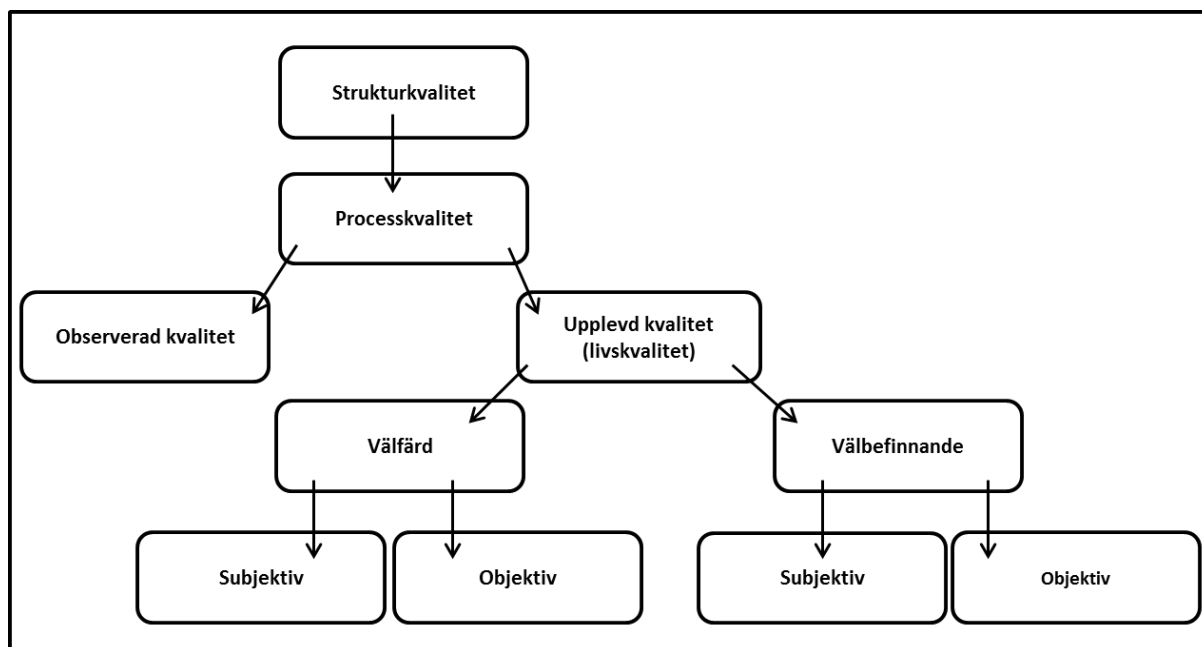 Strukturkvalitet
Processkvalitet
Observerad kvalitet
Upplevd kvalitet
(livskvalitet)
Välfärd
Välbefinnande
Subjektiv
Objektiv
Subjektiv
Objektiv